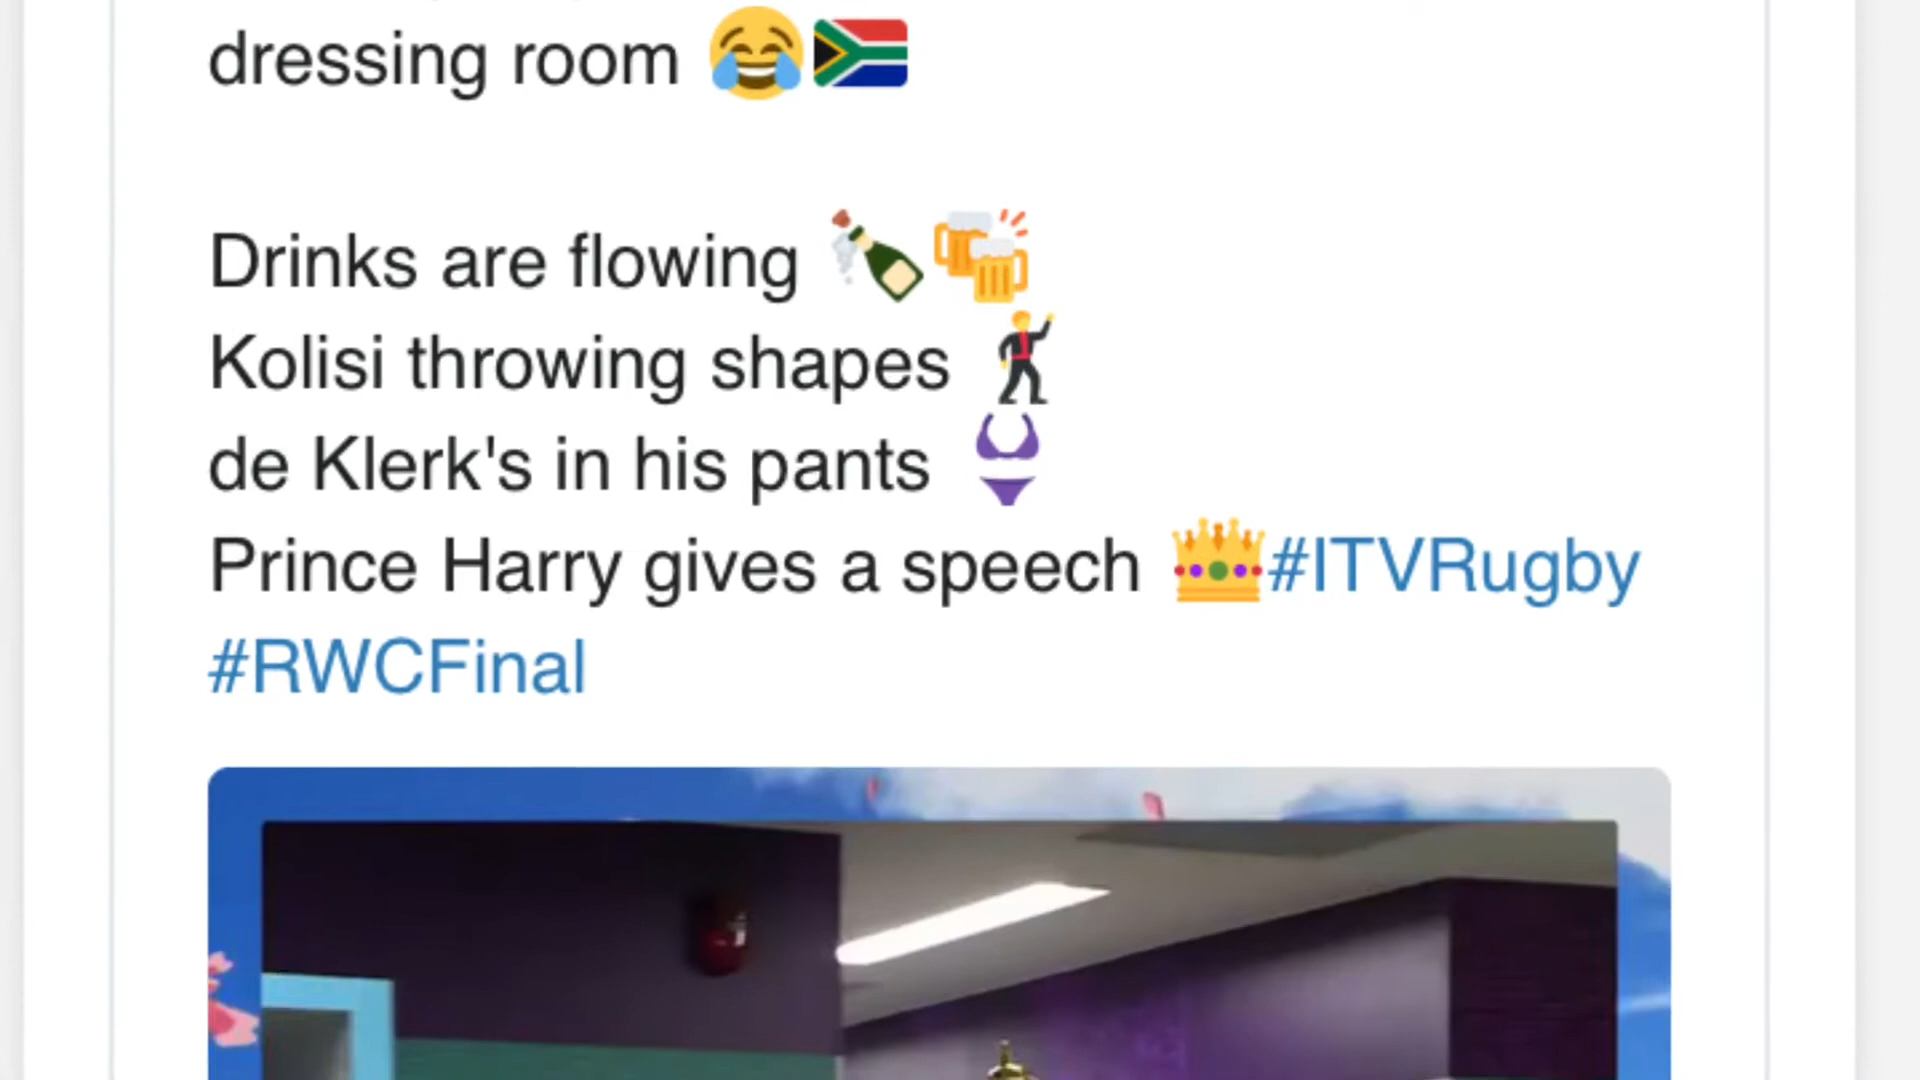 dressing room 😂🇿🇦
Drinks are flowing 🍾🍻
Kolisi throwing shapes 🕺
de Klerk's in his pants 👙
Prince Harry gives a speech 👑#ITVRugby
#RWCFinal